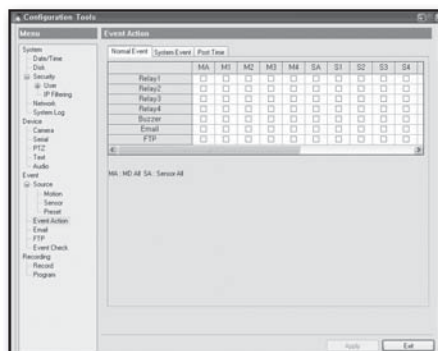 Configuration Tools
Menu
System
Date/Time
Disk
Security
User
IP Filtering
Network
System Log
Device
Camera
Serial
PTZ
Text
Audio
Event
Source
Motion
Sensor
Preset
Event Action
Email
FTP
Event Check
Recording
Record
Program
Event Action
Normal Event System Event Post Time
MA M1 M2 M3 M4 SA S1 S2 S3 S4
Relay1
Relay2
Relay3
Relay4
Buzzer
Email
FTP
MA : MD All SA : Sensor All
Apply Exit